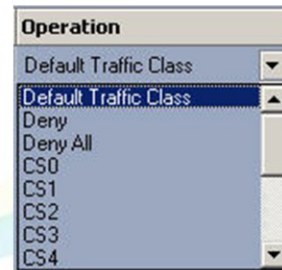 Operation
Default Traffic Class
Default Traffic Class
Deny
Deny All
CS0
CS1
CS2
CS3
CS4